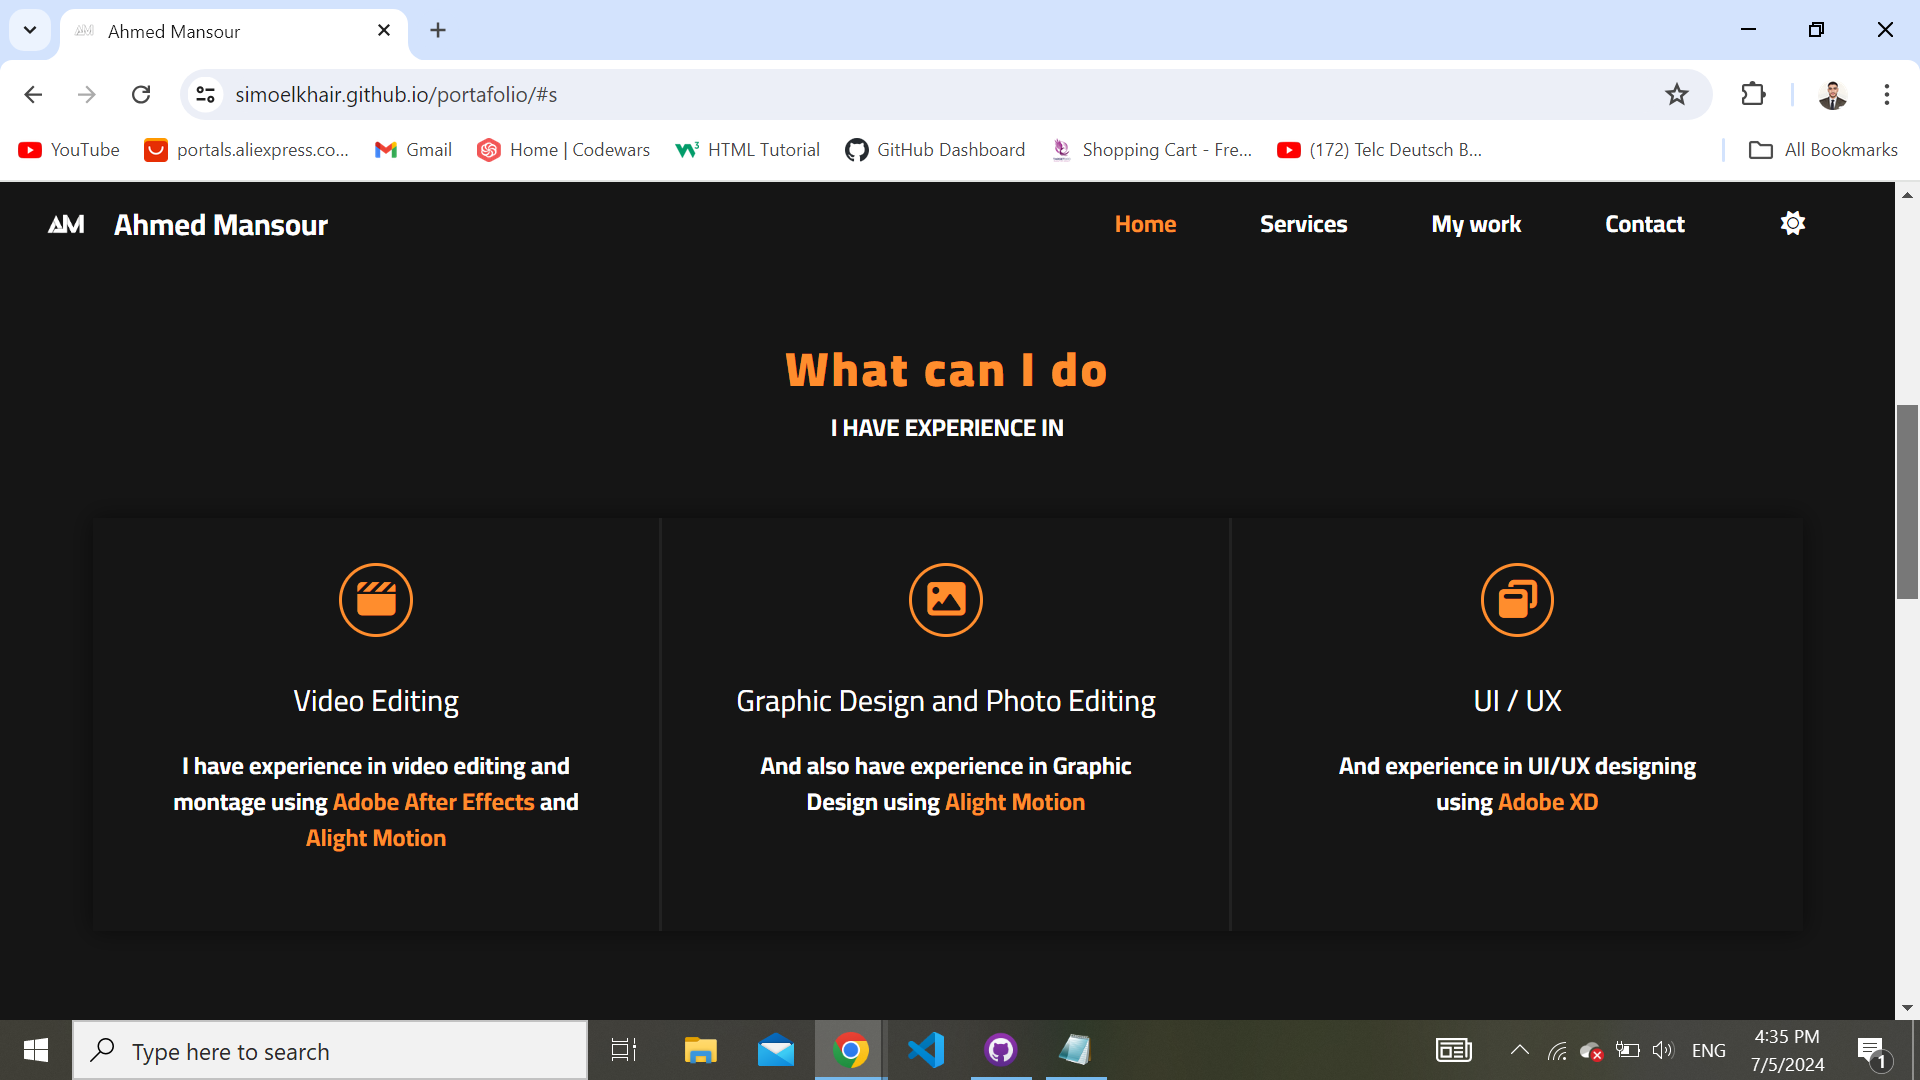 Ahmed Mansour
simoelkhair.github.io/portafolio/#s
YouTube
portals.aliexpress.co...
Gmail
Home | Codewars
HTML Tutorial
GitHub Dashboard
Shopping Cart - Fre...
(172) Telc Deutsch B...
All Bookmarks
AM
Ahmed Mansour
Home
Services
My work
Contact
What can I do
I HAVE EXPERIENCE IN
Video Editing
I have experience in video editing and
montage using Adobe After Effects and
Alight Motion
Graphic Design and Photo Editing
And also have experience in Graphic
Design using Alight Motion
UI / UX
And experience in UI/UX designing
using Adobe XD
Type here to search
ENG
4:35 PM
7/5/2024
1